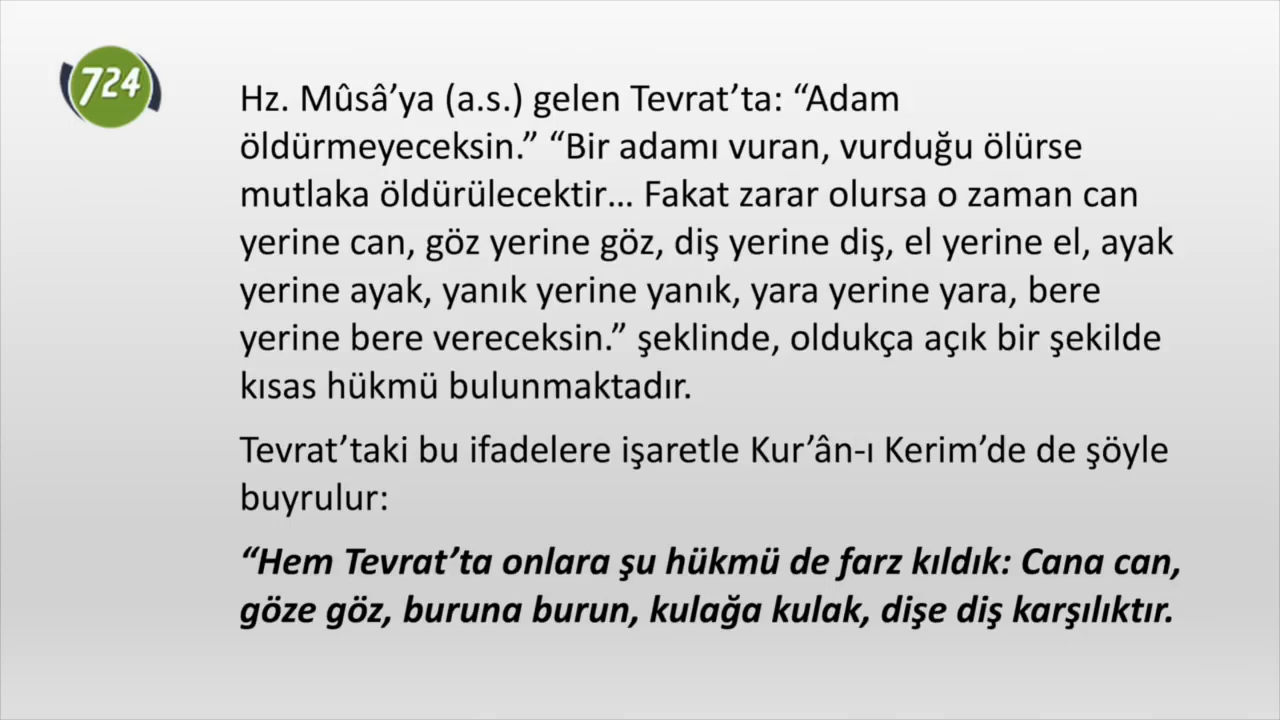 724
Hz. Mûsâ’ya (a.s.) gelen Tevrat’ta: “Adam
öldürmeyeceksin.” “Bir adamı vuran, vurduğu ölürse
mutlaka öldürülecektir… Fakat zarar olursa o zaman can
yerine can, göz yerine göz, diş yerine diş, el yerine el, ayak
yerine ayak, yanık yerine yanık, yara yerine yara, bere
yerine bere vereceksin.” şeklinde, oldukça açık bir şekilde
kısas hükmü bulunmaktadır.
Tevrat’taki bu ifadelere işaretle Kur’ân-ı Kerim’de de şöyle
buyrulur:
“Hem Tevrat’ta onlara şu hükmü de farz kıldık: Cana can,
göze göz, buruna burun, kulağa kulak, dişe diş karşılıktır.